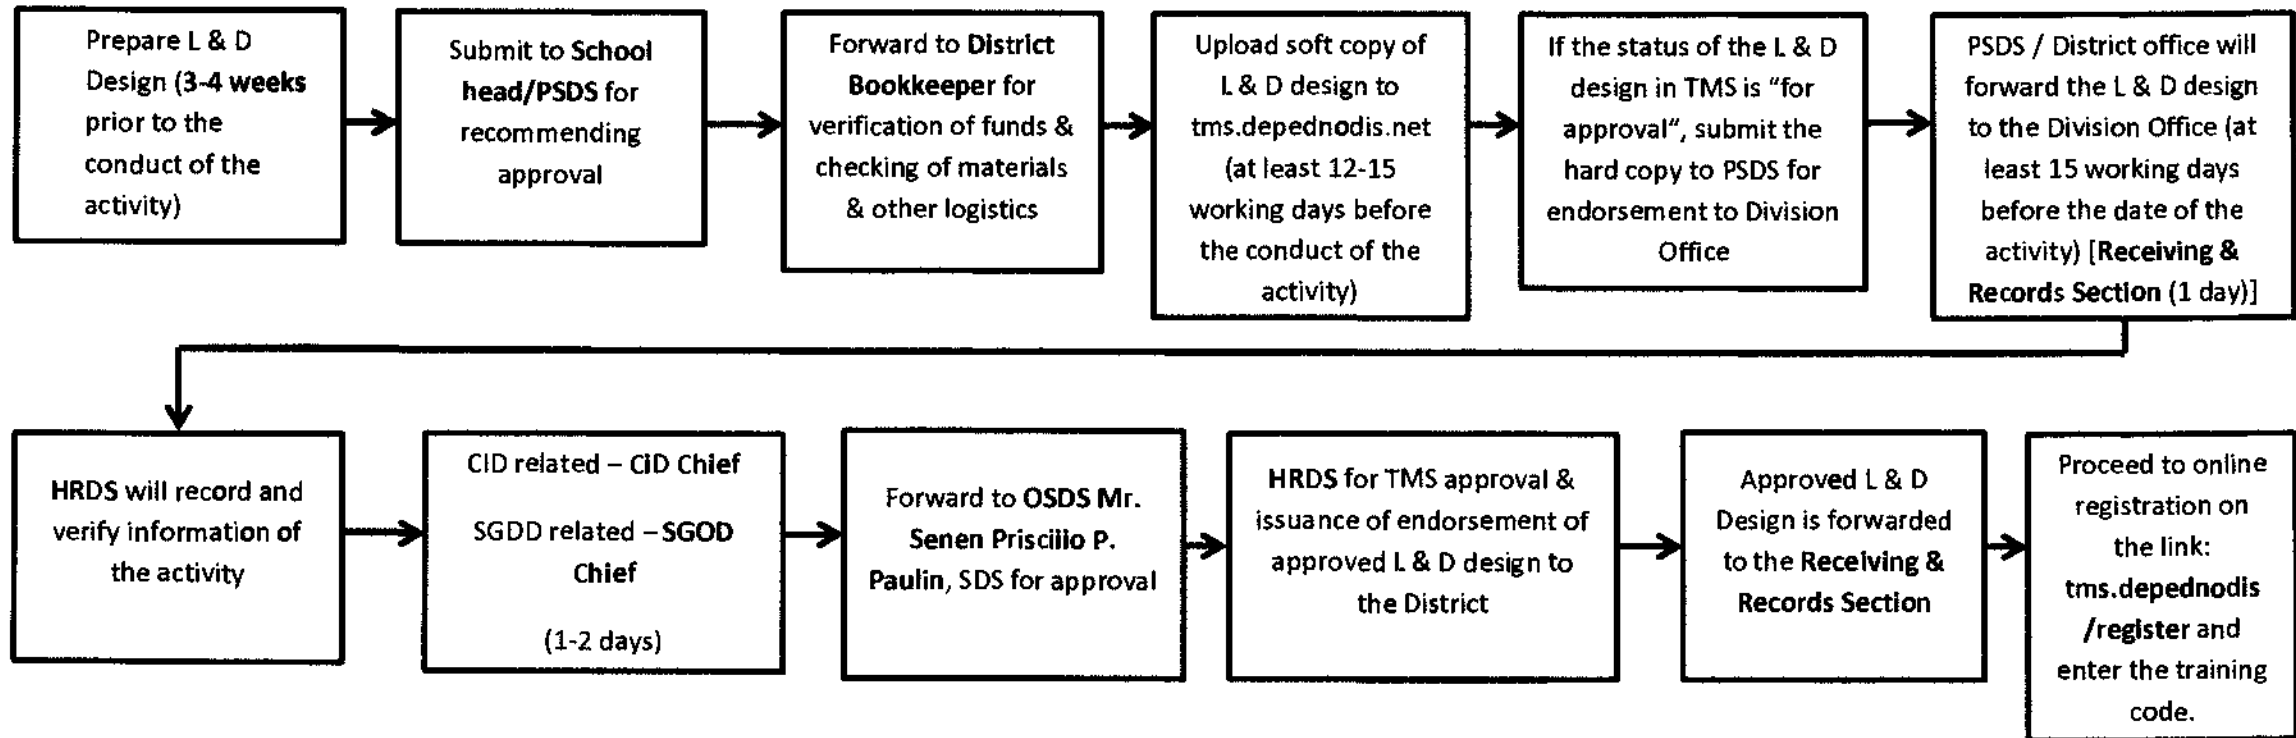 Prepare L & D
Design (3-4 weeks
prior to the
conduct of the
activity)
Submit to School
head/PSDS for
recommending
approval
Forward to District
Bookkeeper for
verification of funds &
checking of materials
& other logistics
Upload soft copy of
L & D design to
tms.depednodis.net
(at least 12-15
working days before
the conduct of the
activity)
If the status of the L & D
design in TMS is “for
approval“, submit the
hard copy to PSDS for
endorsement to Division
Office
PSDS / District office will
forward the L & D design
to the Division Office (at
least 15 working days
before the date of the
activity) [Receiving &
Records Section (1 day)]
HRDS will record and
verify information of
the activity
CID related – CID Chief
SGDD related – SGOD
Chief
(1-2 days)
Forward to OSDS Mr.
Senen Priscilio P.
Paulin, SDS for approval
HRDS for TMS approval &
issuance of endorsement of
approved L & D design to
the District
Approved L & D
Design is forwarded
to the Receiving &
Records Section
Proceed to online
registration on
the link:
tms.depednodis
/register and
enter the training
code.